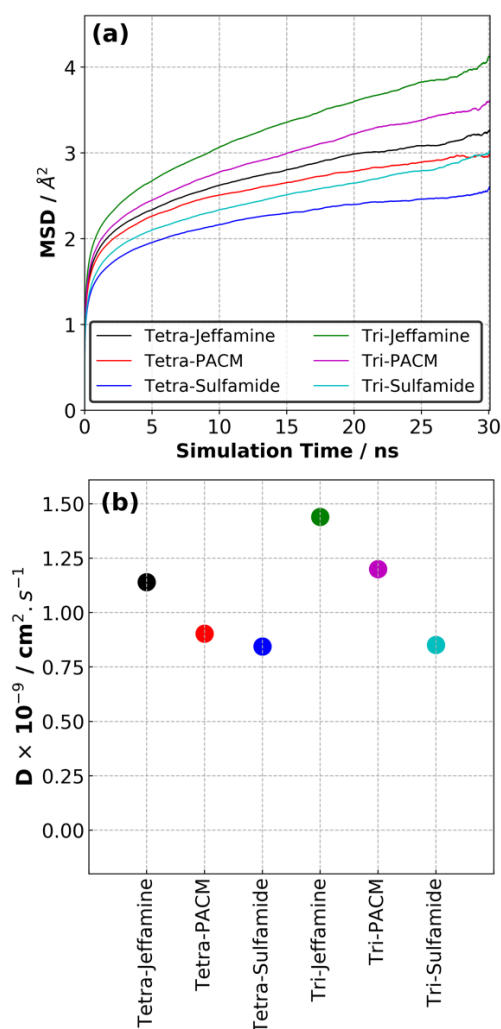 (a)
4
3
2
1
0
MSD / Å²
Tetra-Jeffamine
Tetra-PACM
Tetra-Sulfamide
Tri-Jeffamine
Tri-PACM
Tri-Sulfamide
0 5 10 15 20 25 30
Simulation Time / ns
(b)
1.50
1.25
1.00
0.75
0.50
0.25
0.00
D × 10⁻⁹ / cm².s⁻¹
Tetra-Jeffamine
Tetra-PACM
Tetra-Sulfamide
Tri-Jeffamine
Tri-PACM
Tri-Sulfamide